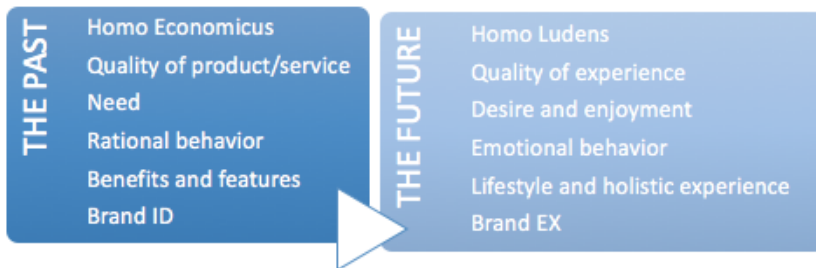 THE PAST
Homo Economicus
Quality of product/service
Need
Rational behavior
Benefits and features
Brand ID
THE FUTURE
Homo Ludens
Quality of experience
Desire and enjoyment
Emotional behavior
Lifestyle and holistic experience
Brand EX